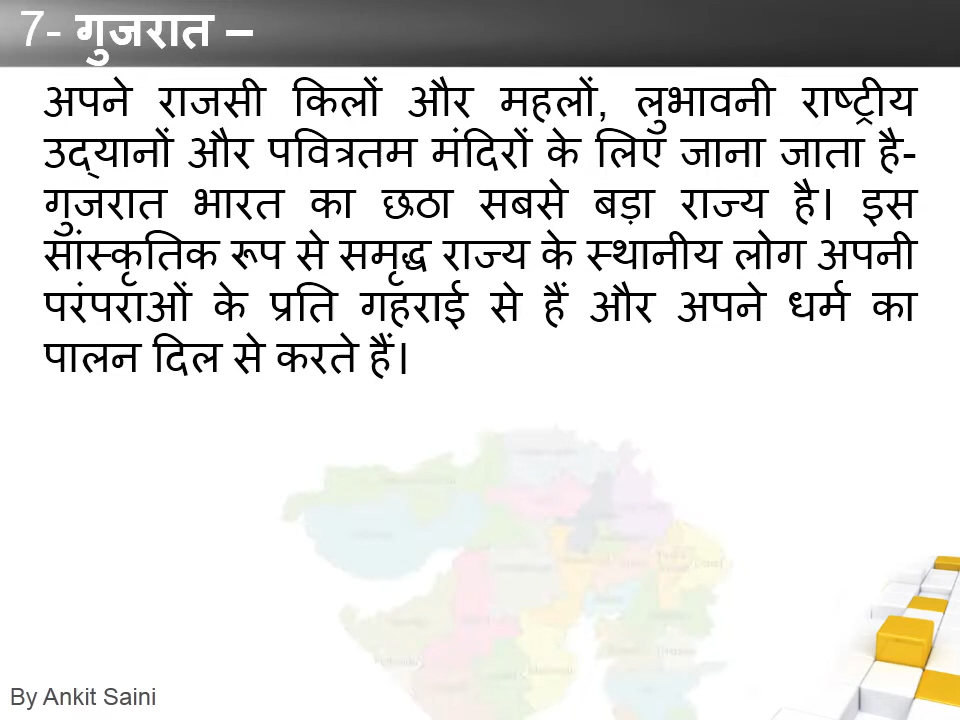 7- गुजरात –
अपने राजसी किलों और महलों, लुभावनी राष्ट्रीय
उद्यानों और पवित्रतम मंदिरों के लिए जाना जाता है-
गुजरात भारत का छठा सबसे बड़ा राज्य है। इस
सांस्कृतिक रूप से समृद्ध राज्य के स्थानीय लोग अपनी
परंपराओं के प्रति गहराई से हैं और अपने धर्म का
पालन दिल से करते हैं।
By Ankit Saini